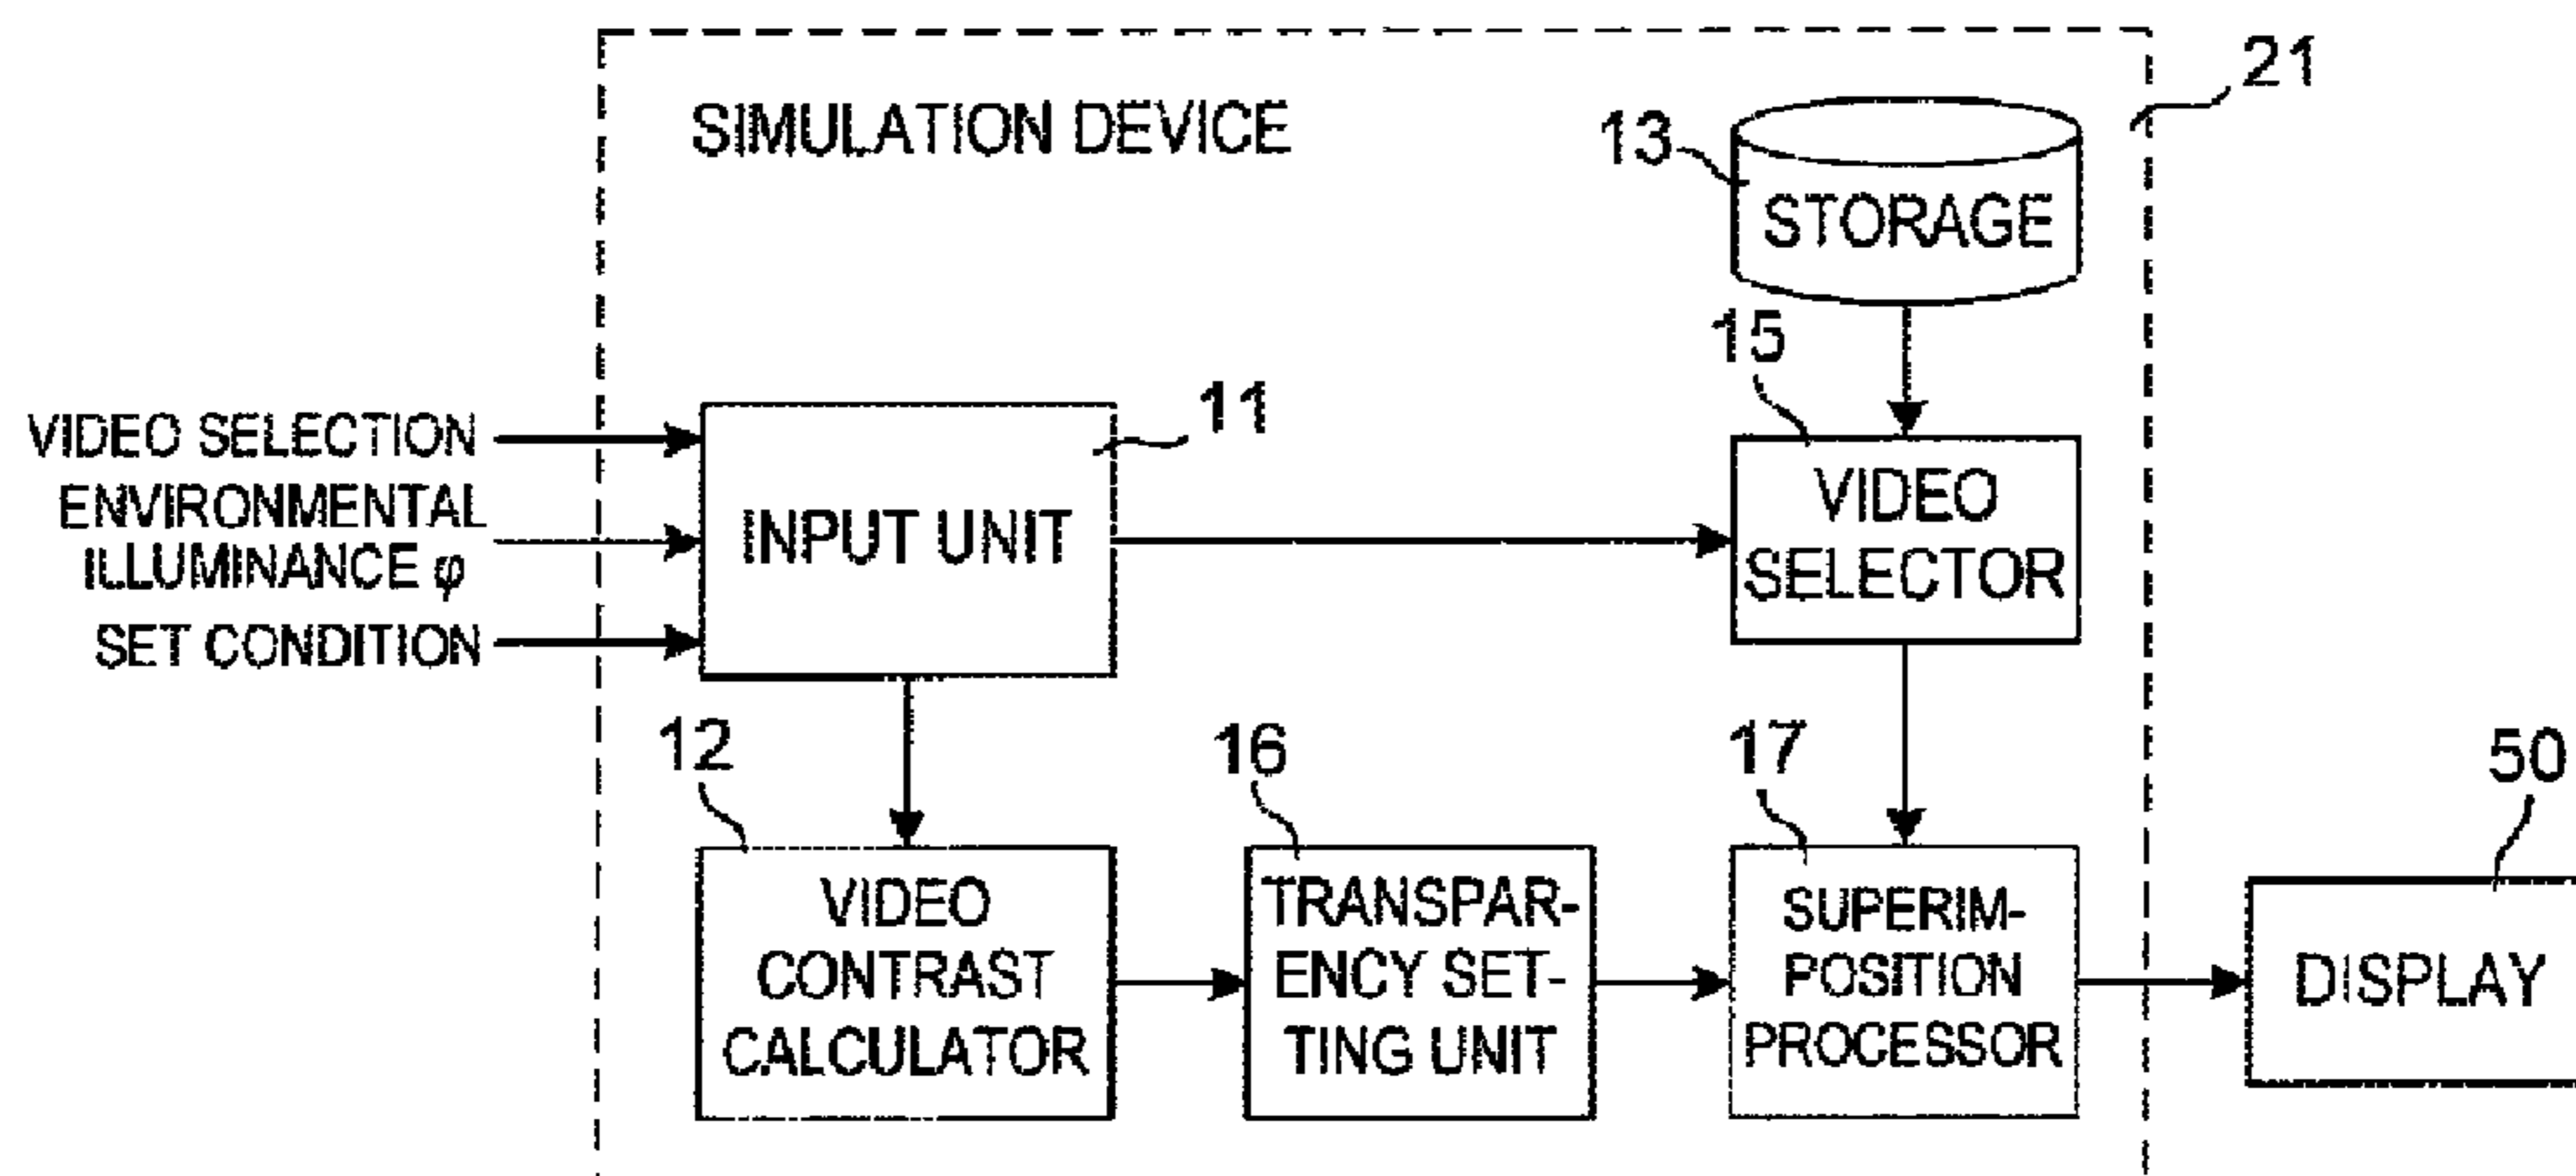 21
SIMULATION DEVICE
13
STORAGE
15
11
VIDEO SELECTION
ENVIRONMENTAL
ILLUMINANCE φ
SET CONDITION
INPUT UNIT
VIDEO
SELECTOR
12
16
17
50
VIDEO
CONTRAST
CALCULATOR
TRANSPAR-
ENCY SET-
TING UNIT
SUPERIM-
POSITION
PROCESSOR
DISPLAY